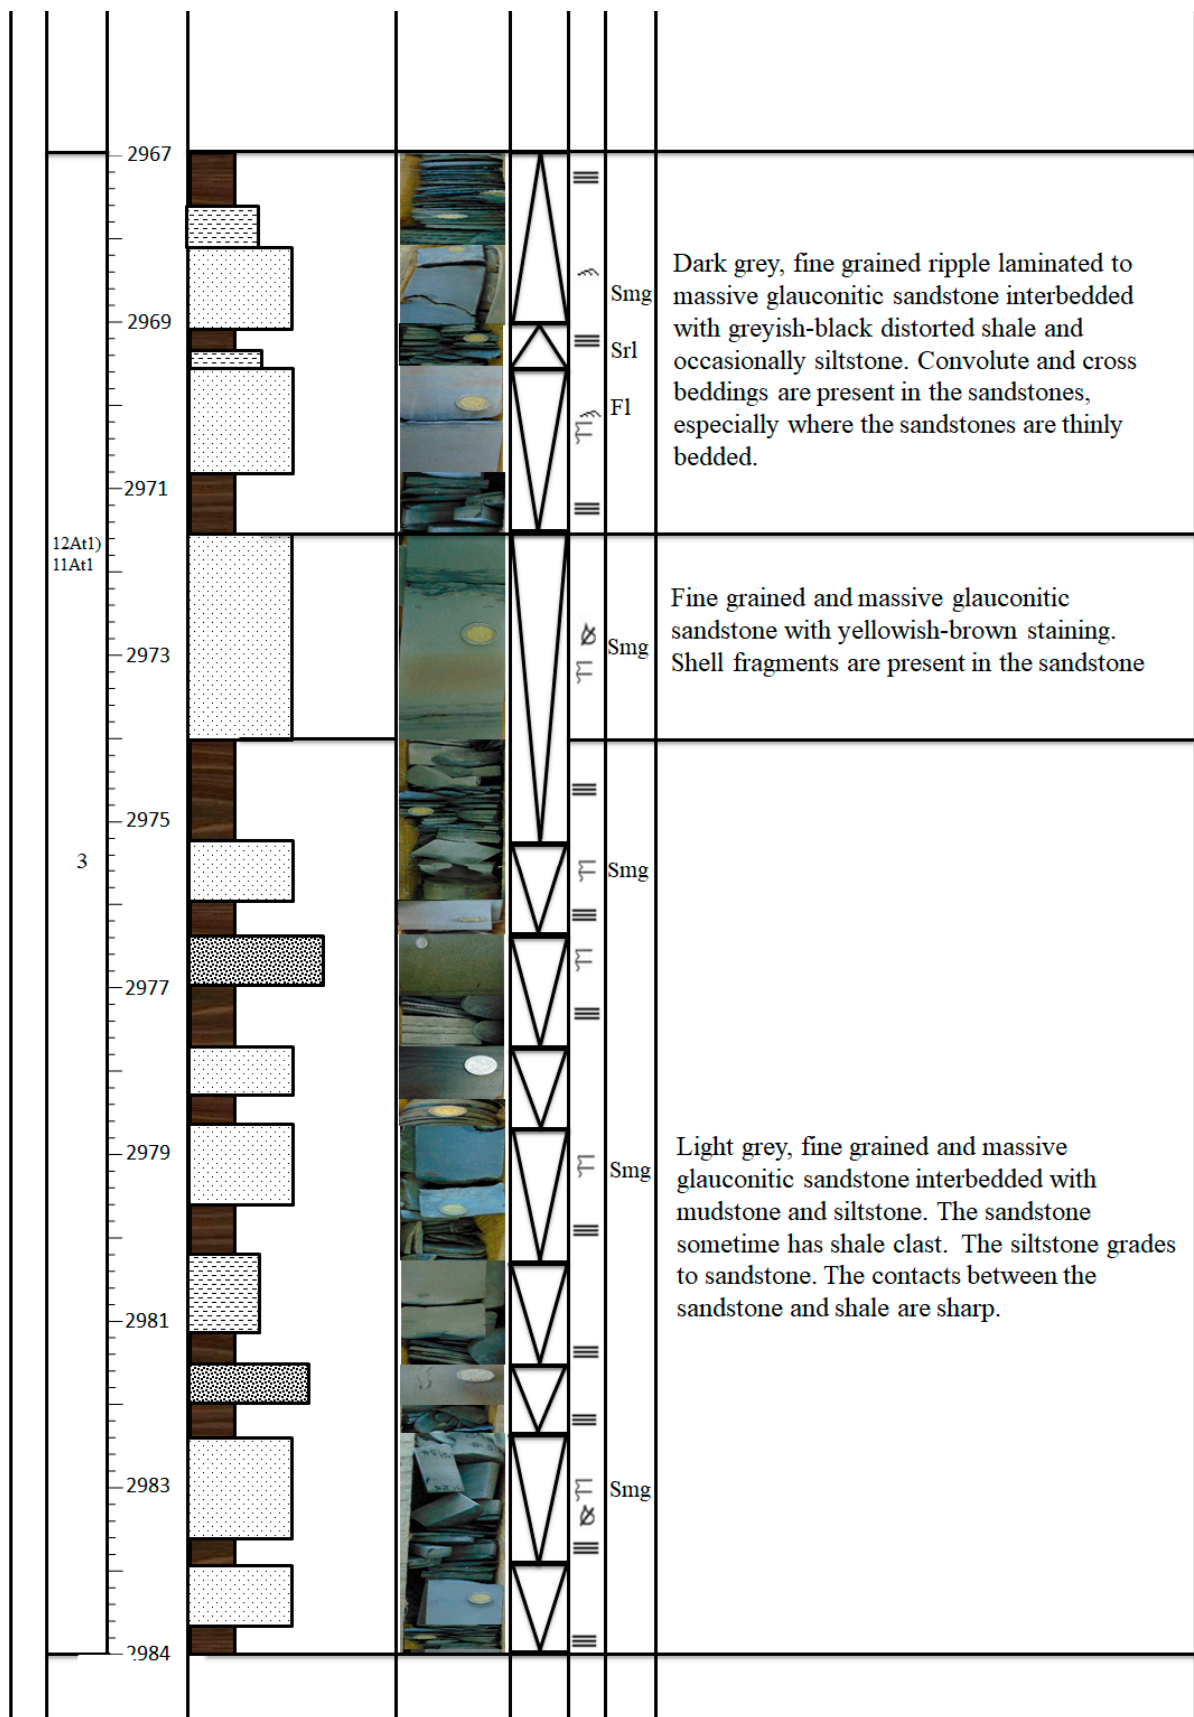 2967
2969
2971
2973
2975
2977
2979
2981
2983
2984
12At1)
11At1
3
Smg
Srl
Fl
Smg
Smg
Smg
Smg
Dark grey, fine grained ripple laminated to
massive glauconitic sandstone interbedded
with greyish-black distorted shale and
occasionally siltstone. Convolute and cross
beddings are present in the sandstones,
especially where the sandstones are thinly
bedded.
Fine grained and massive glauconitic
sandstone with yellowish-brown staining.
Shell fragments are present in the sandstone
Light grey, fine grained and massive
glauconitic sandstone interbedded with
mudstone and siltstone. The sandstone
sometime has shale clast. The siltstone grades
to sandstone. The contacts between the
sandstone and shale are sharp.